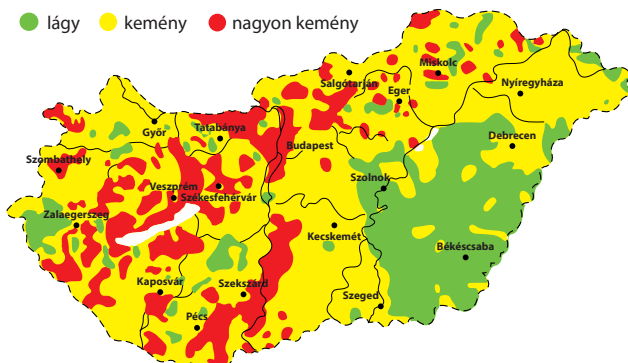 lágy kemény nagyon kemény
Miskolc
Salgótarján
Nyíregyháza
Eger
Győr
Tatabánya
Debrecen
Budapest
Szombathely
Szolnok
Veszprém
Székesfehérvár
Zalaegerszeg
Kecskemét
Békéscsaba
Kaposvár
Szekszárd
Szeged
Pécs